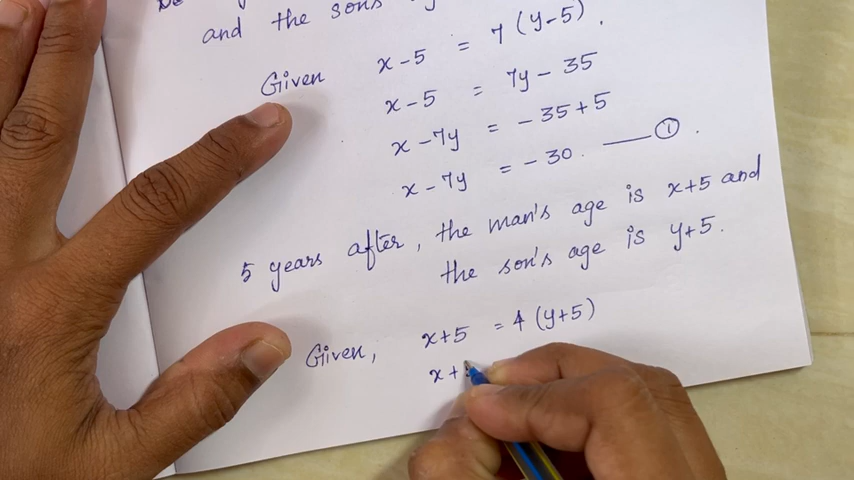 and the son's
Given x-5 = 7 (y-5).
x-5 = 7y - 35
x-7y = -35+5
x-7y = -30. —— ①.
5 years after, the man's age is x+5 and
the son's age is y+5.
Given, x+5 = 4 (y+5)
x+